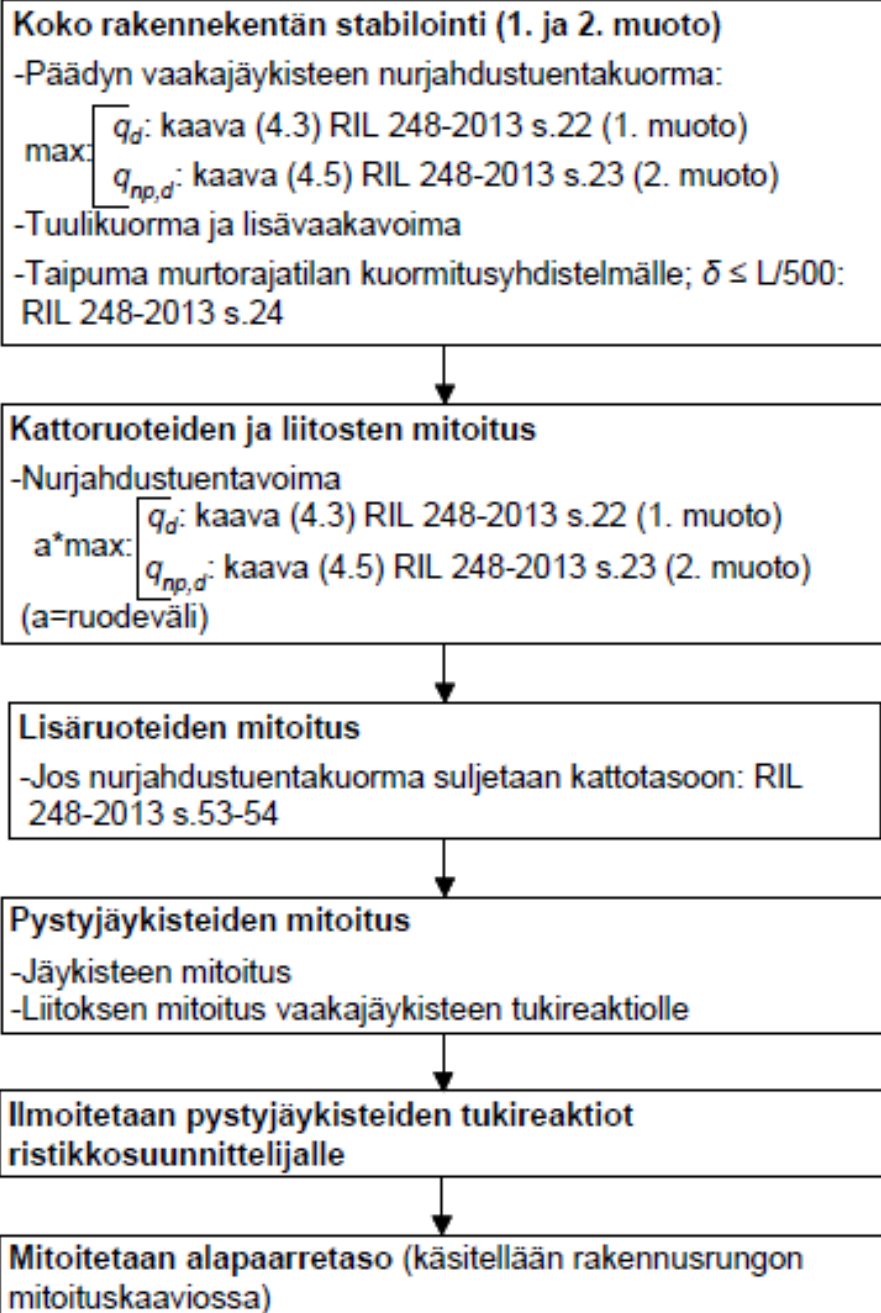 Koko rakennekentän stabilointi (1. ja 2. muoto)
-Päädyn vaakajäykisteen nurjahdustuentakuorma:
max:
q_d: kaava (4.3) RIL 248-2013 s.22 (1. muoto)
q_np,d: kaava (4.5) RIL 248-2013 s.23 (2. muoto)
-Tuulikuorma ja lisävaakavoima
-Taipuma murtorajatilan kuormitusyhdistelmälle; δ ≤ L/500:
RIL 248-2013 s.24
Kattoruoteiden ja liitosten mitoitus
-Nurjahdustuentavoima
a*max:
q_d: kaava (4.3) RIL 248-2013 s.22 (1. muoto)
q_np,d: kaava (4.5) RIL 248-2013 s.23 (2. muoto)
(a=ruodeväli)
Lisäruoteiden mitoitus
-Jos nurjahdustuentakuorma suljetaan kattotasoon: RIL
248-2013 s.53-54
Pystyjäykisteiden mitoitus
-Jäykisteen mitoitus
-Liitoksen mitoitus vaakajäykisteen tukireaktiolle
Ilmoitetaan pystyjäykisteiden tukireaktiot
ristikkosuunnittelijalle
Mitoitetaan alapaarretaso (käsitellään rakennusrungon
mitoituskaaviossa)